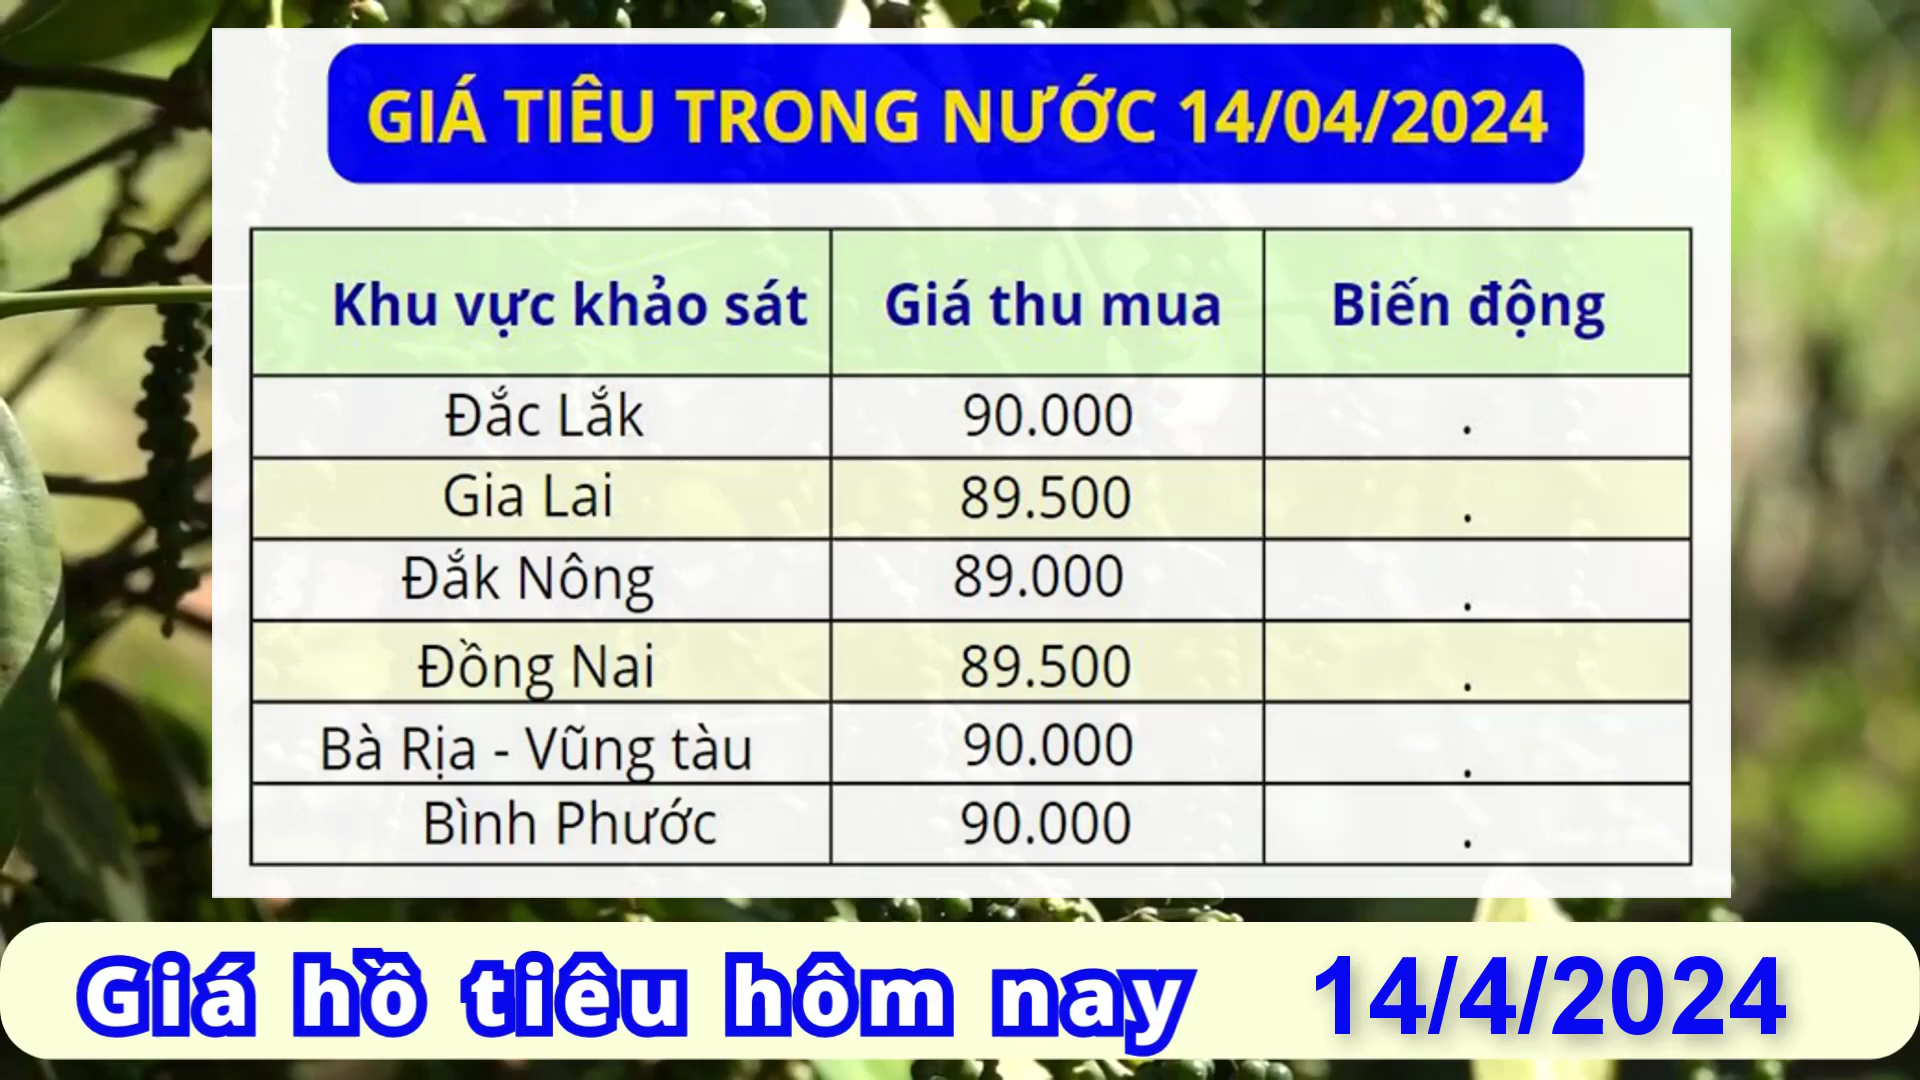 GIÁ TIÊU TRONG NƯỚC 14/04/2024
Khu vực khảo sát Giá thu mua Biến động
Đắc Lắk 90.000 .
Gia Lai 89.500 .
Đắk Nông 89.000 .
Đồng Nai 89.500 .
Bà Rịa - Vũng tàu 90.000 .
Bình Phước 90.000 .
Giá hồ tiêu hôm nay 14/4/2024